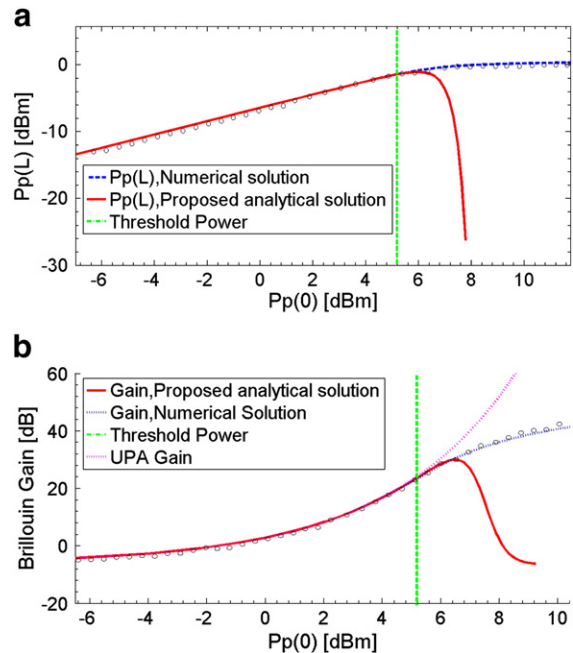 a
0
-10
-20
-30
Pp(L) [dBm]
Pp(L),Numerical solution
Pp(L),Proposed analytical solution
Threshold Power
-6 -4 -2 0 2 4 6 8 10
Pp(0) [dBm]
b
60
40
20
0
-20
Brillouin Gain [dB]
Gain,Proposed analytical solution
Gain,Numerical Solution
Threshold Power
UPA Gain
-6 -4 -2 0 2 4 6 8 10
Pp(0) [dBm]